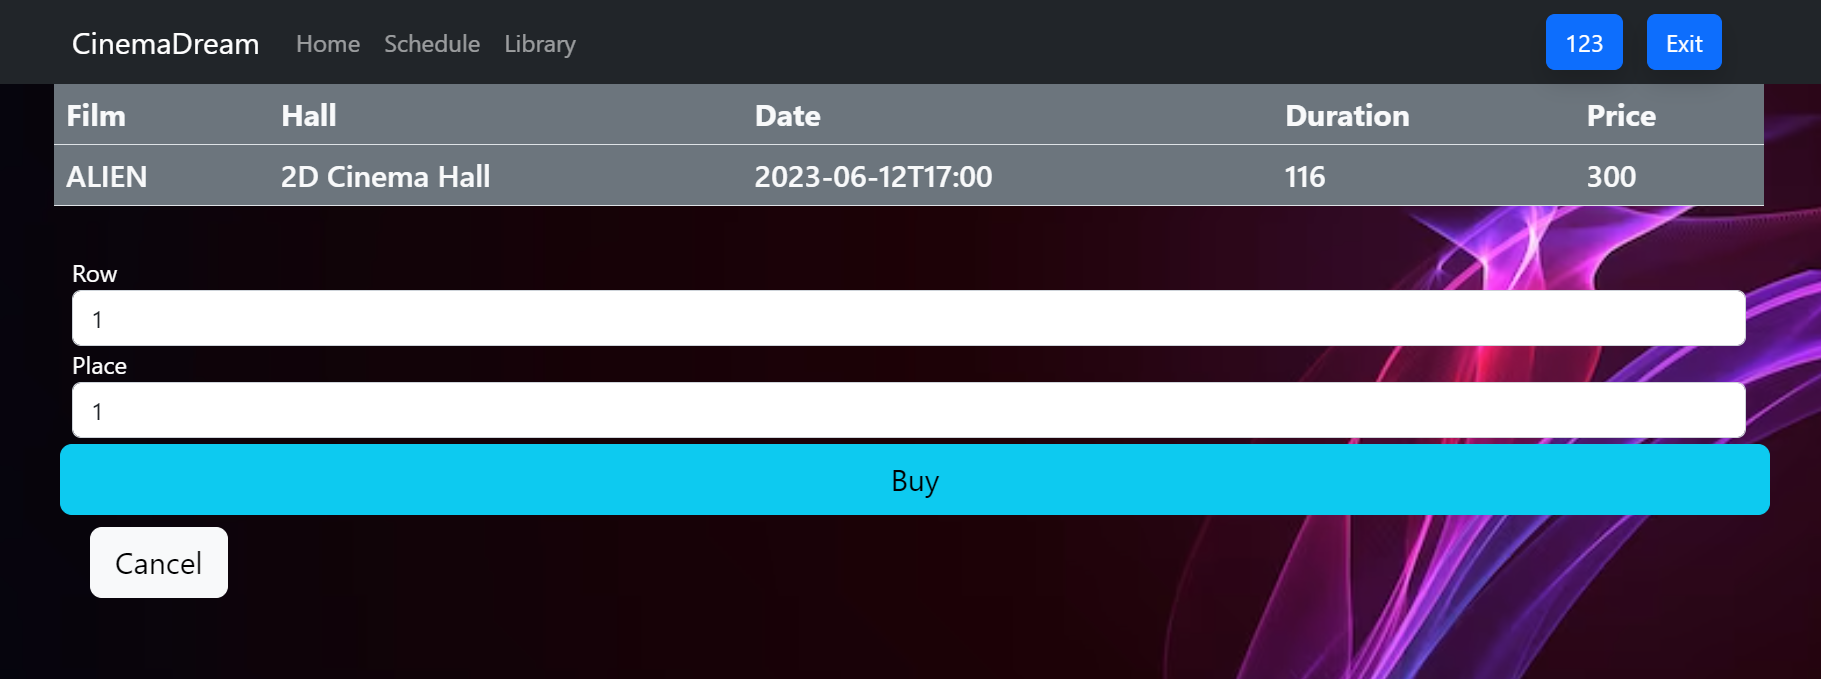 CinemaDream Home Schedule Library 123 Exit
Film Hall Date Duration Price
ALIEN 2D Cinema Hall 2023-06-12T17:00 116 300
Row
1
Place
1
Buy
Cancel